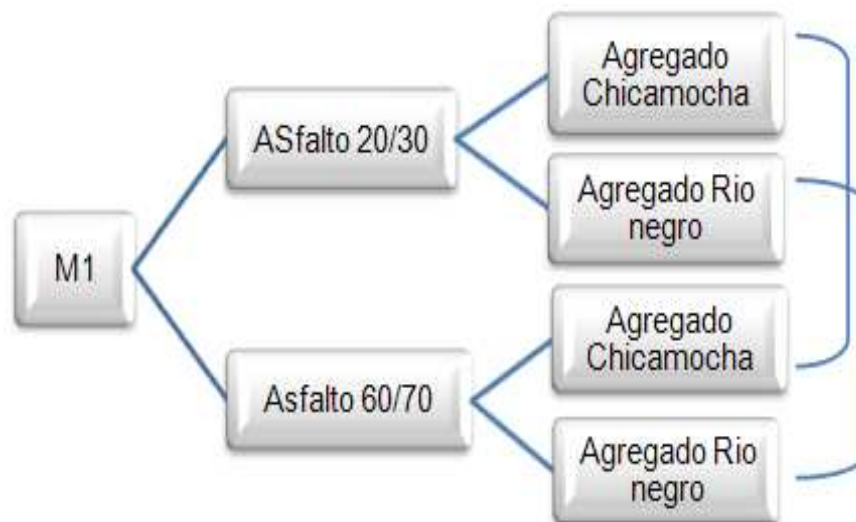 M1
ASfalto 20/30
Agregado
Chicamocha
Agregado Rio
negro
Asfalto 60/70
Agregado
Chicamocha
Agregado Rio
negro